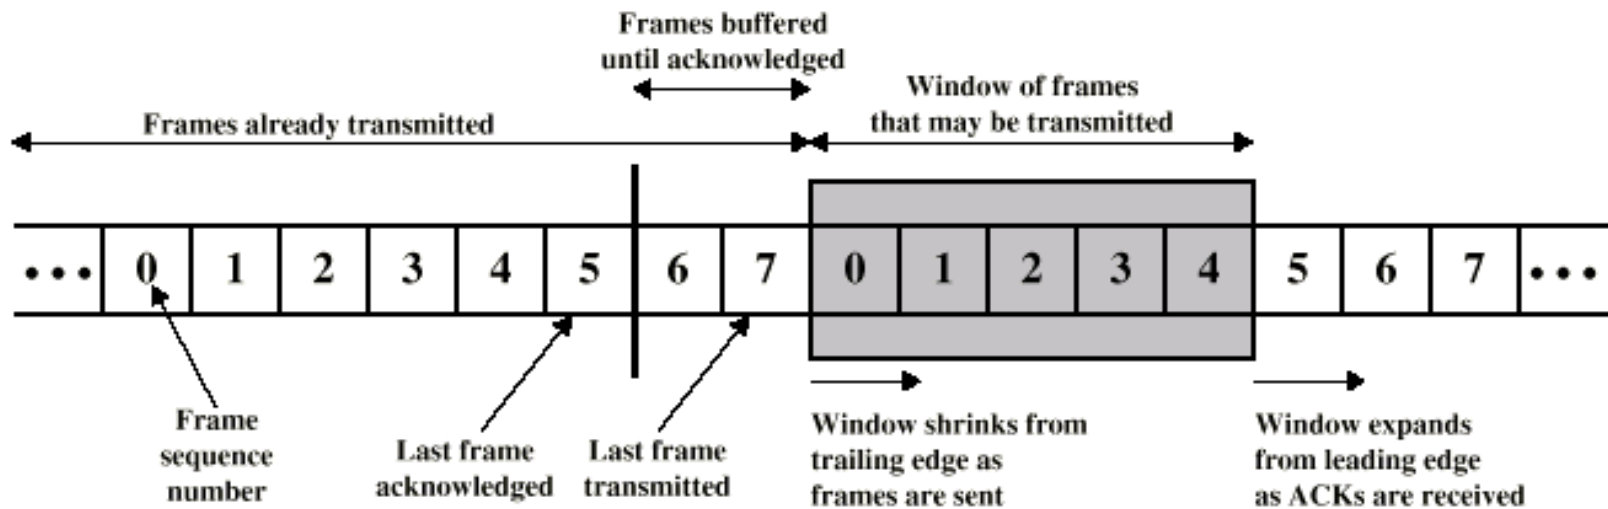 Frames buffered
until acknowledged
Window of frames
that may be transmitted
Frames already transmitted
••• 0 1 2 3 4 5 6 7 0 1 2 3 4 5 6 7 •••
Frame
sequence
number
Last frame
acknowledged
Last frame
transmitted
Window shrinks from
trailing edge as
frames are sent
Window expands
from leading edge
as ACKs are received